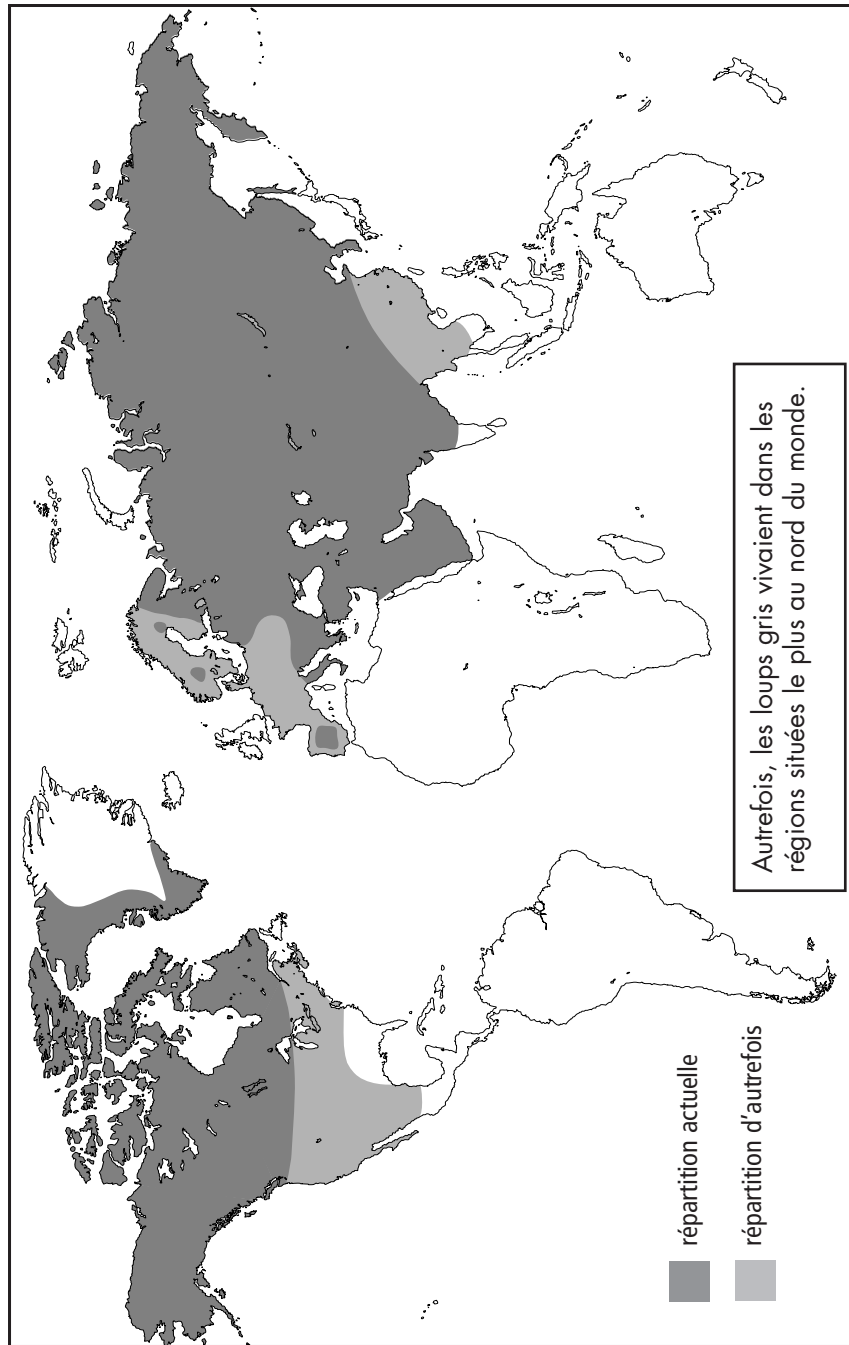 Autrefois, les loups gris vivaient dans les
régions situées le plus au nord du monde.
répartition actuelle
répartition d'autrefois